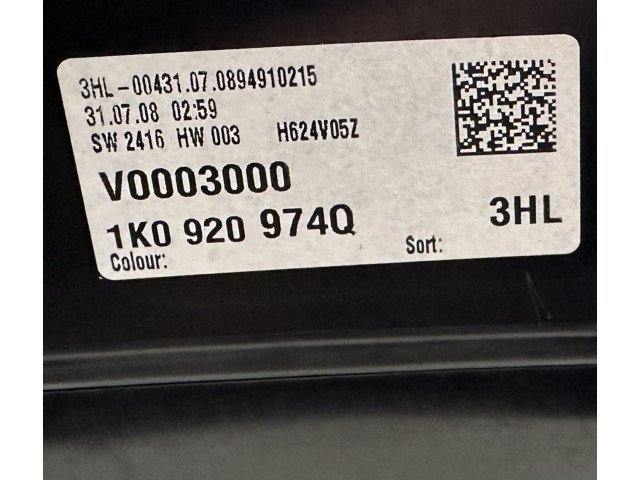 3HL-00431.07.0894910215
31.07.08 02:59
SW 2416 HW 003 H624V05Z
V0003000
1K0 920 974Q 3HL
Colour: Sort: